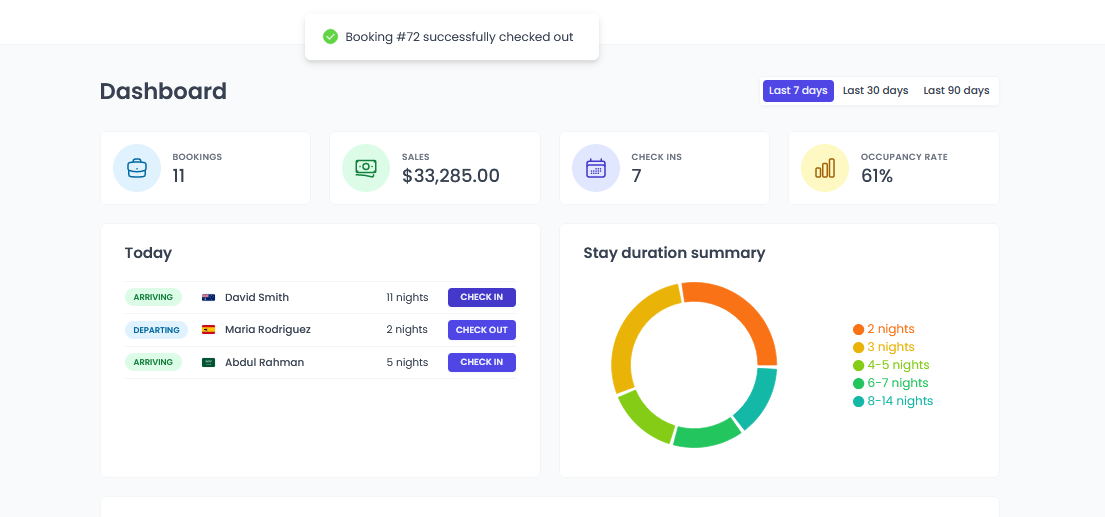 Booking #72 successfully checked out
Dashboard
Last 7 days Last 30 days Last 90 days
BOOKINGS
11
SALES
$33,285.00
CHECK INS
7
OCCUPANCY RATE
61%
Today
ARRIVING David Smith 11 nights CHECK IN
DEPARTING Maria Rodriguez 2 nights CHECK OUT
ARRIVING Abdul Rahman 5 nights CHECK IN
Stay duration summary
2 nights
3 nights
4-5 nights
6-7 nights
8-14 nights